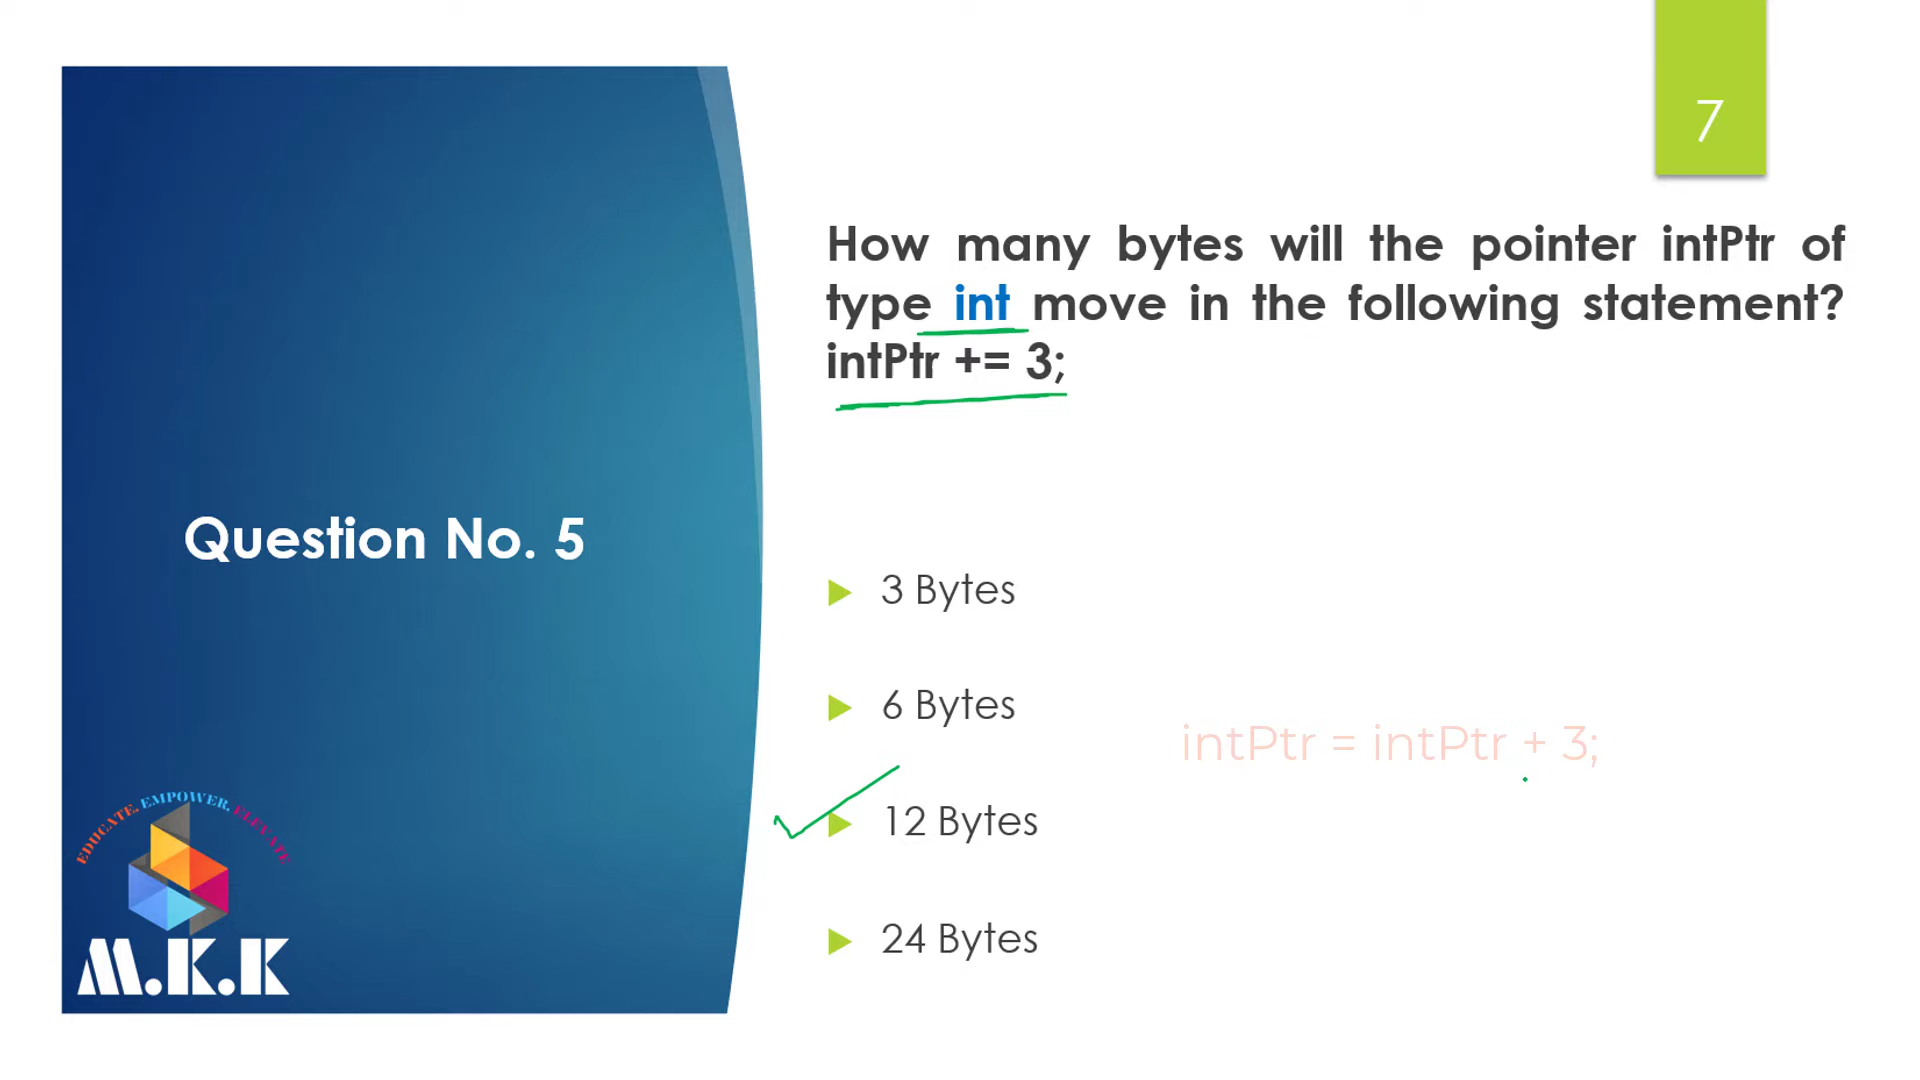 7
How many bytes will the pointer intPtr of
type int move in the following statement?
intPtr += 3;
Question No. 5
3 Bytes
6 Bytes
intPtr = intPtr + 3;
12 Bytes
24 Bytes
EDUCATE. EMPOWER. ELEVATE
M.K.K